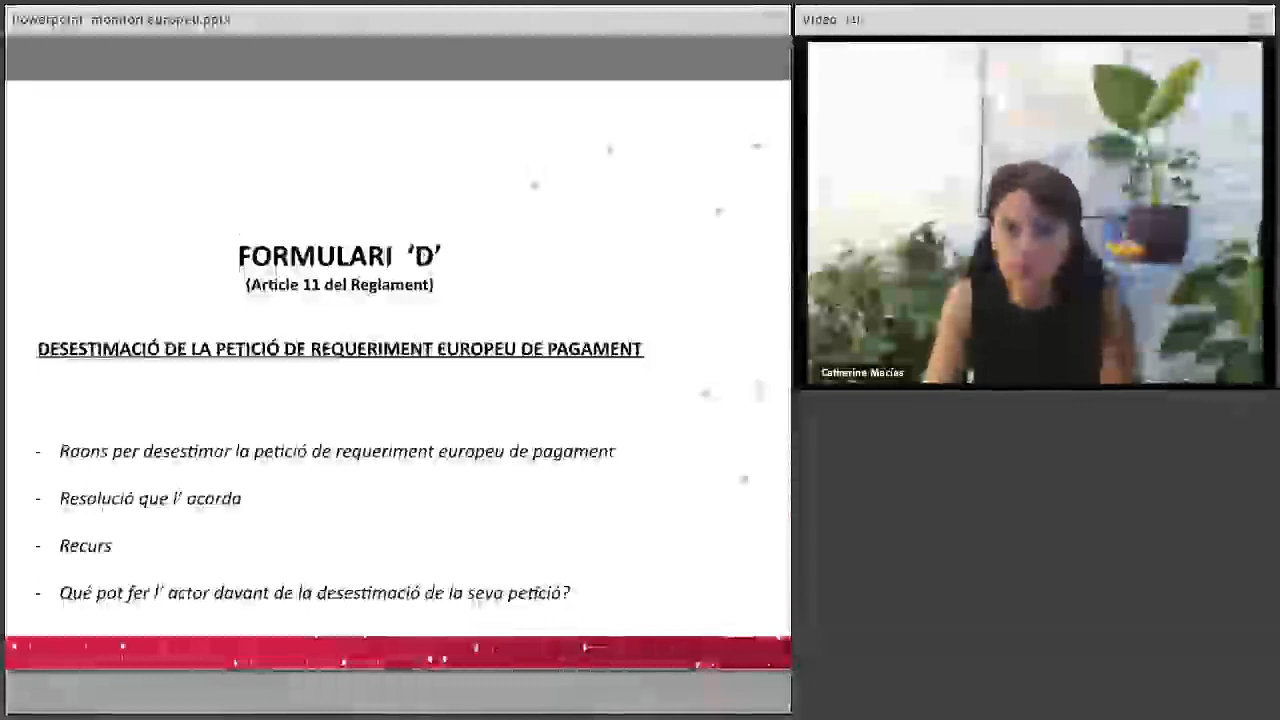 Powerpoint monitori europeu.pptx
Video
FORMULARI ‘D’
(Article 11 del Reglament)
DESESTIMACIÓ DE LA PETICIÓ DE REQUERIMENT EUROPEU DE PAGAMENT
- Raons per desestimar la petició de requeriment europeu de pagament
- Resolució que l’ acorda
- Recurs
- Qué pot fer l’ actor davant de la desestimació de la seva petició?
Catherine Macías